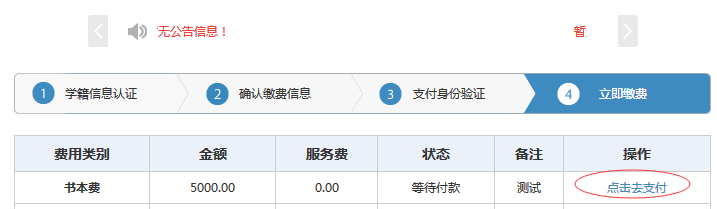 无公告信息！ 暂
1 学籍信息认证 2 确认缴费信息 3 支付身份验证 4 立即缴费
费用类别 金额 服务费 状态 备注 操作
书本费 5000.00 0.00 等待付款 测试 点击去支付